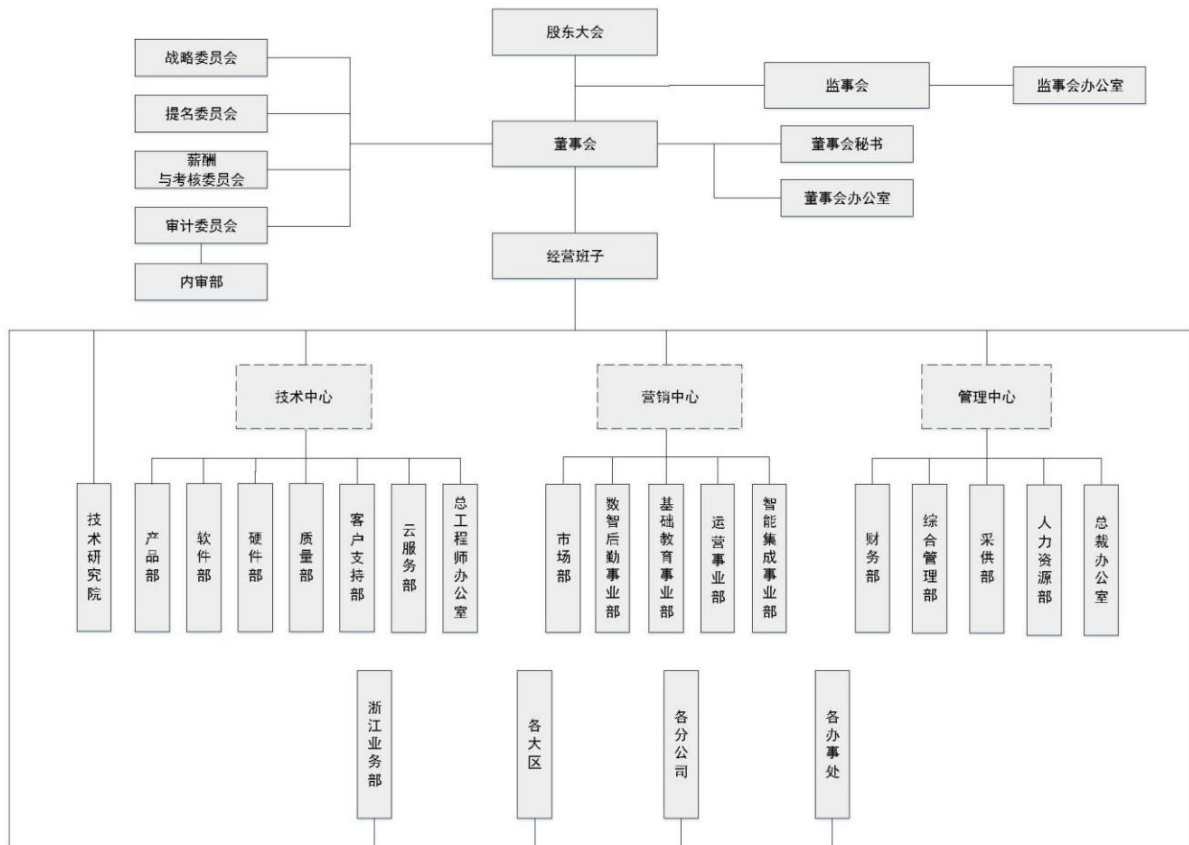 股东大会
战略委员会
监事会
监事会办公室
提名委员会
董事会
董事会秘书
薪酬
与考核委员会
董事会办公室
审计委员会
经营班子
内审部
技术中心
营销中心
管理中心
技术研究院
产品部
软件部
硬件部
质量部
客户支持部
云服务部
总工程师办公室
市场部
数智后勤事业部
基础教育事业部
运营事业部
智能集成事业部
财务部
综合管理部
采供部
人力资源部
总裁办公室
浙江业务部
各大区
各分公司
各办事处